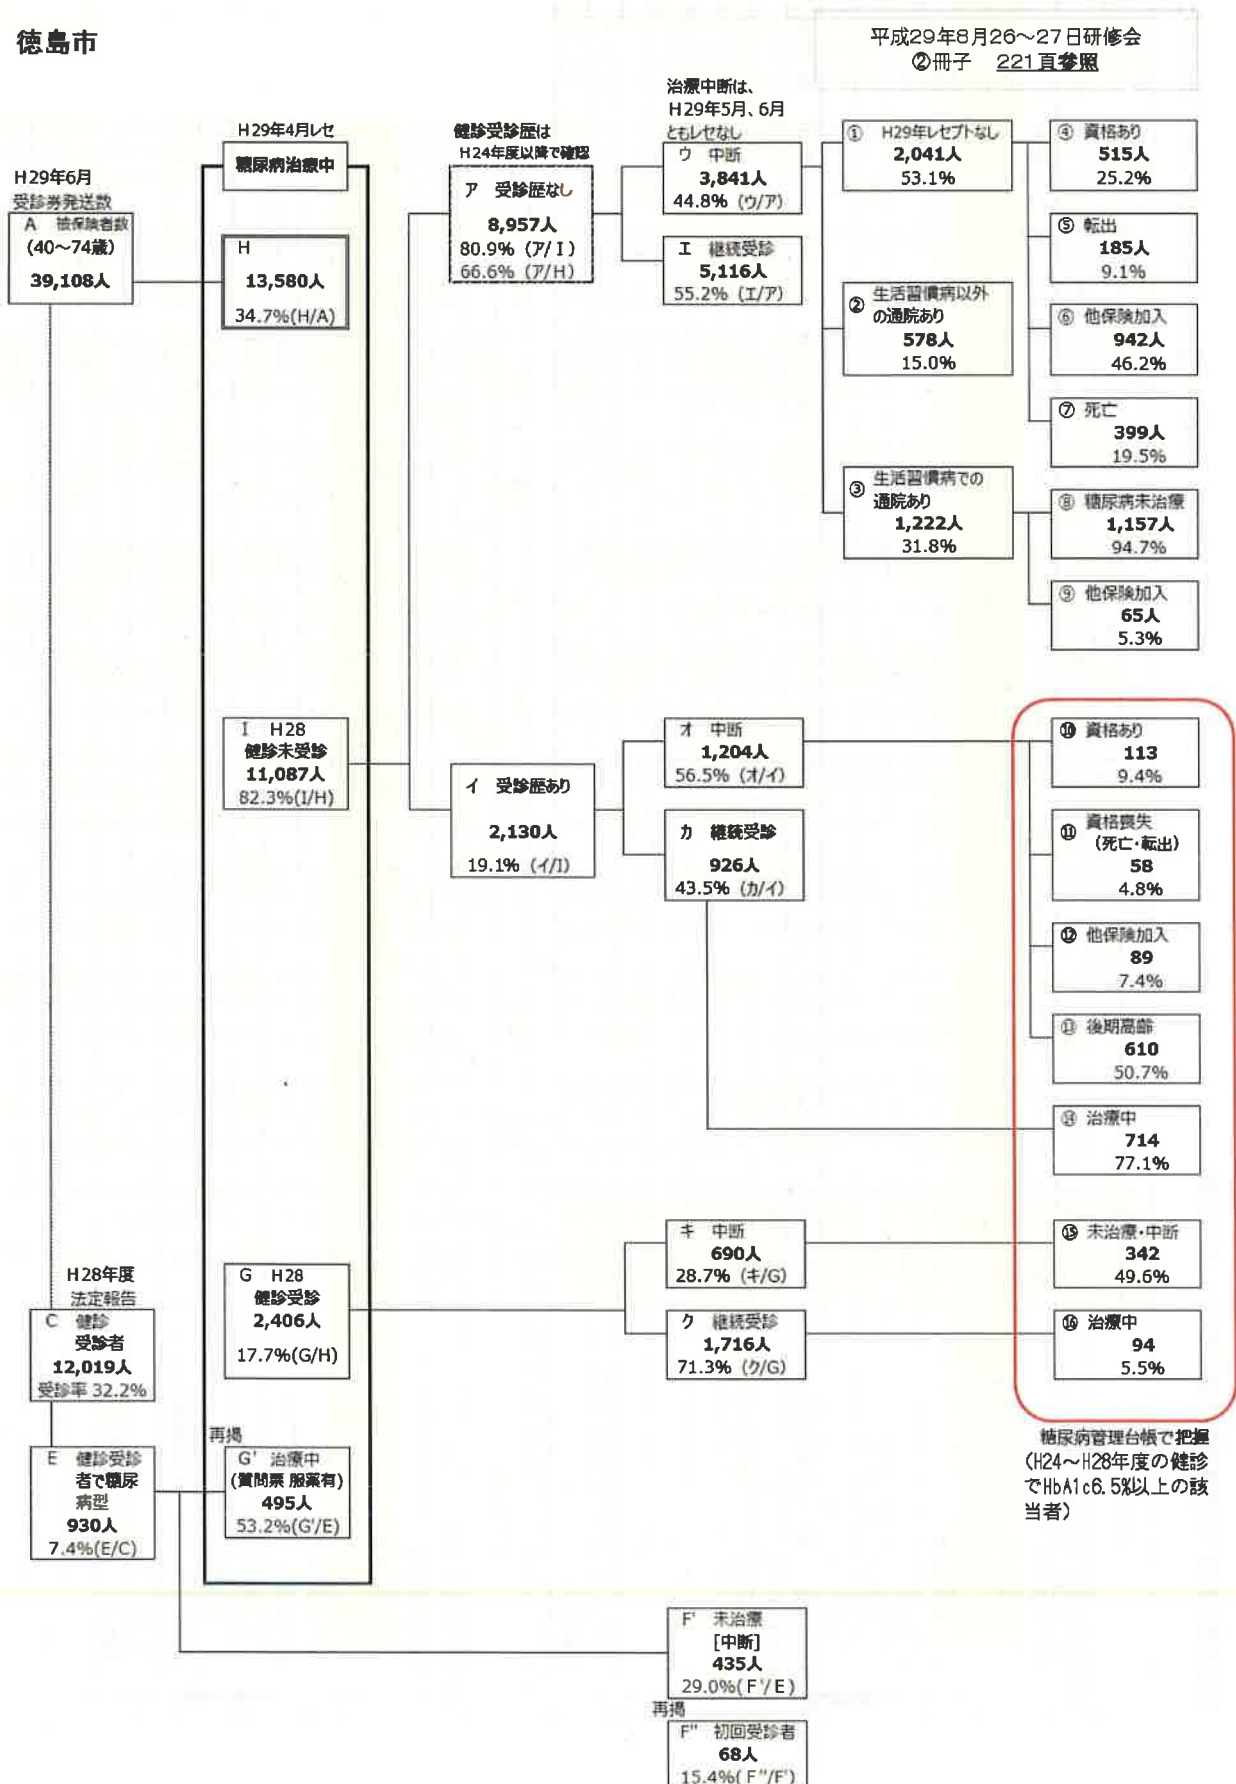 徳島市
平成29年8月26～27日研修会
②冊子　221頁参照
H29年6月
受診券発送数
A　被保険者数
(40～74歳)
39,108人
H29年4月レセ
糖尿病治療中
H
13,580人
34.7%(H/A)
健診受診歴は
H24年度以降で確認
ア　受診歴なし
8,957人
80.9%（ア/Ｉ）
66.6%（ア/H）
治療中断は、
H29年5月、6月
ともレセなし
ウ　中断
3,841人
44.8%（ウ/ア）
エ　継続受診
5,116人
55.2%（エ/ア）
①　H29年レセプトなし
2,041人
53.1%
②　生活習慣病以外
の通院あり
578人
15.0%
③　生活習慣病での
通院あり
1,222人
31.8%
④　資格あり
515人
25.2%
⑤　転出
185人
9.1%
⑥　他保険加入
942人
46.2%
⑦　死亡
399人
19.5%
⑧　糖尿病未治療
1,157人
94.7%
⑨　他保険加入
65人
5.3%
I　H28
健診未受診
11,087人
82.3%(I/H)
イ　受診歴あり
2,130人
19.1%（イ/I）
オ　中断
1,204人
56.5%（オ/イ）
カ　継続受診
926人
43.5%（カ/イ）
⑩　資格あり
113
9.4%
⑪　資格喪失
（死亡・転出）
58
4.8%
⑫　他保険加入
89
7.4%
⑬　後期高齢
610
50.7%
⑭　治療中
714
77.1%
H28年度
法定報告
C　健診
受診者
12,019人
受診率 32.2%
G　H28
健診受診
2,406人
17.7%(G/H)
キ　中断
690人
28.7%（キ/G）
ク　継続受診
1,716人
71.3%（ク/G）
⑮　未治療・中断
342
49.6%
⑯　治療中
94
5.5%
E　健診受診
者で糖尿
病型
930人
7.4%(E/C)
再掲
G'　治療中
(質問票 服薬有)
495人
53.2%(G'/E)
糖尿病管理台帳で把握
（H24～H28年度の健診
でHbA1c6.5%以上の該
当者）
F'　未治療
[中断]
435人
29.0%(Ｆ'/Ｅ)
再掲
F''　初回受診者
68人
15.4%(Ｆ''/F')